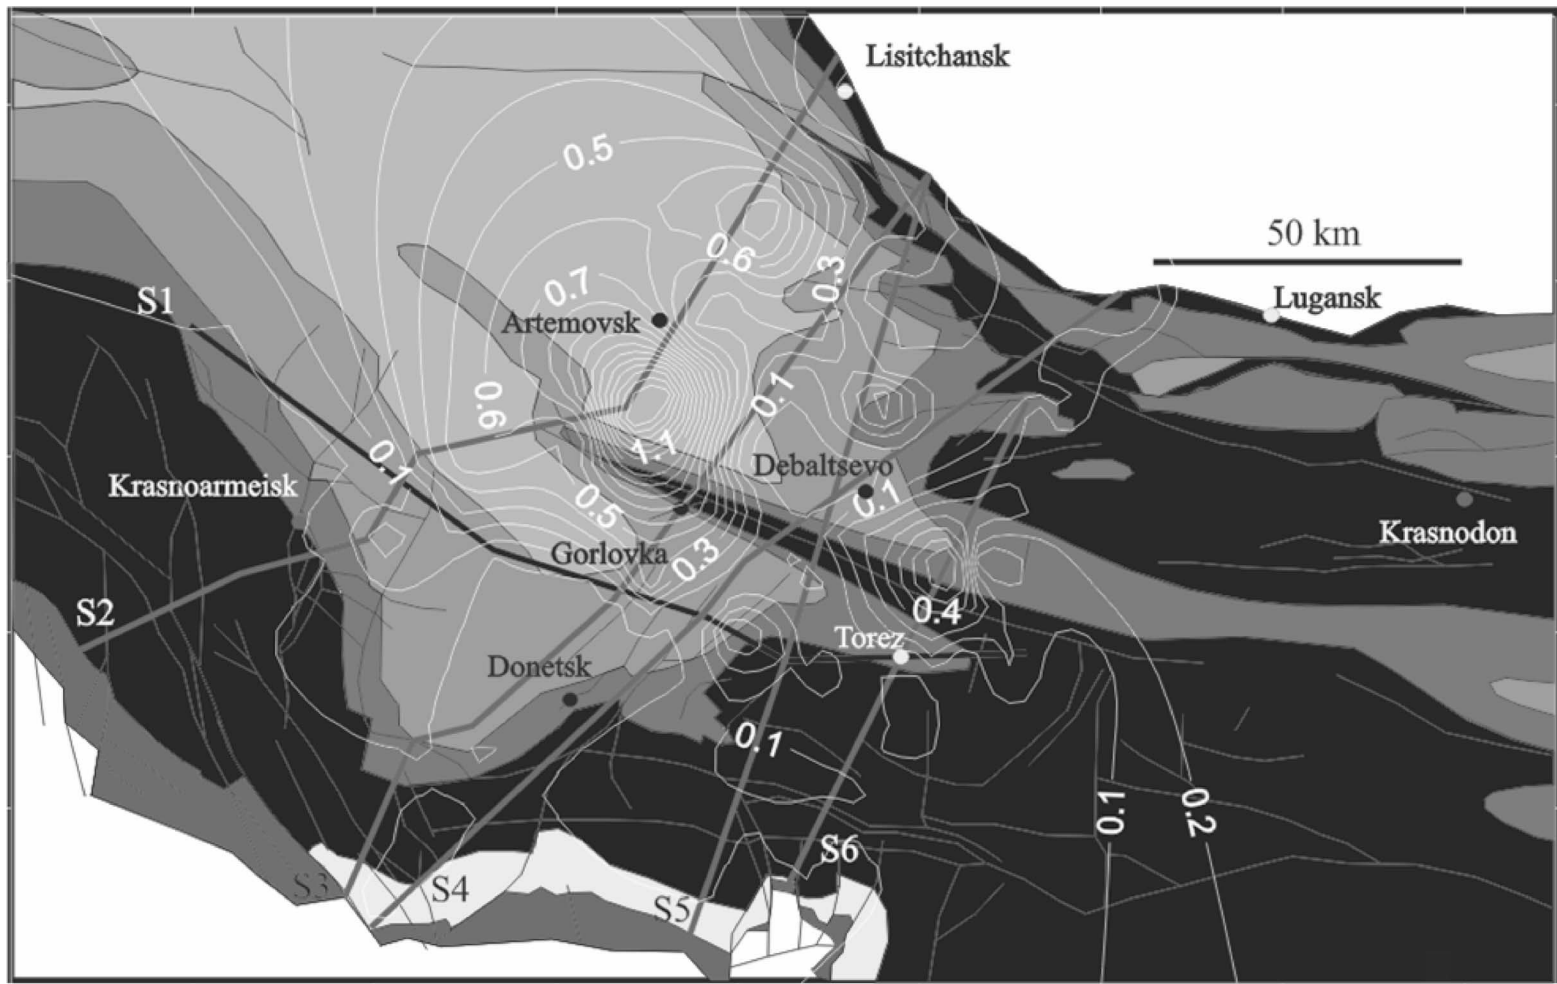 Lisitchansk
0.5
50 km
0.6
0.3
0.7
Lugansk
S1
Artemovsk
0.6
0.1
1.1
0.1
Debaltsevo
Krasnoarmeisk
0.1
0.5
Krasnodon
Gorlovka
0.3
S2
0.4
Torez
Donetsk
0.1
0.1
0.2
S6
S3
S4
S5